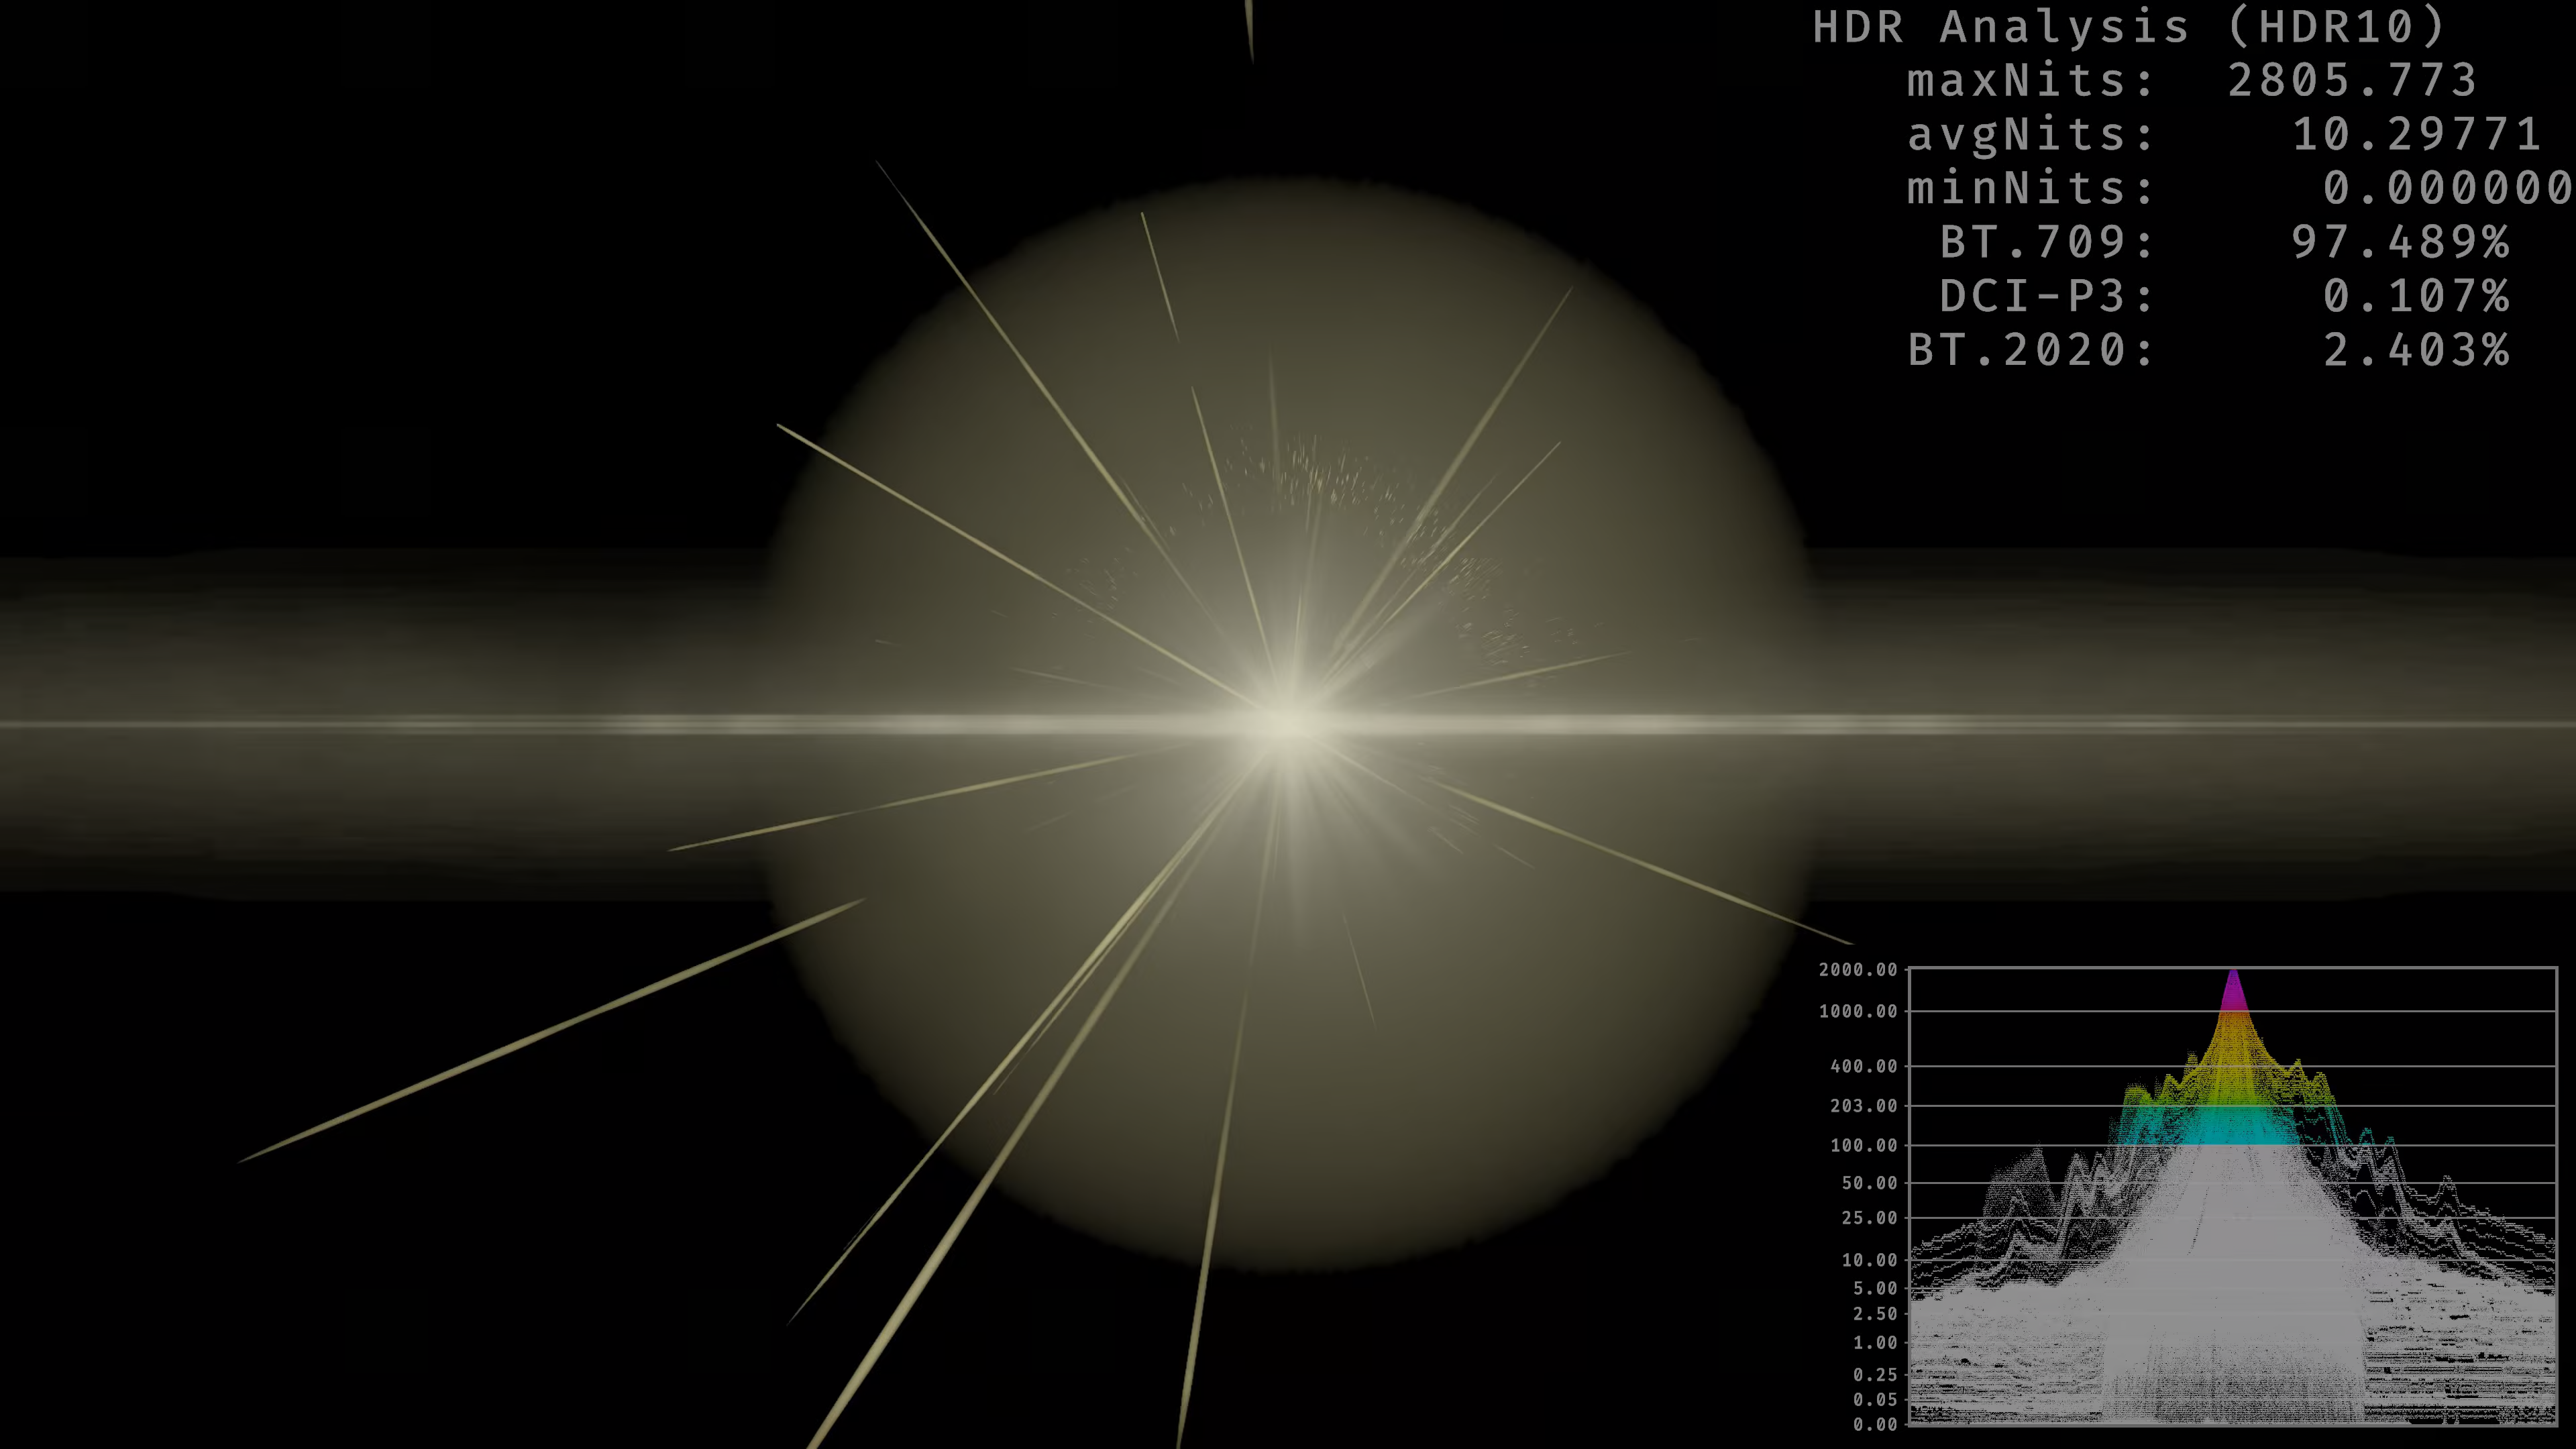 HDR Analysis (HDR10)
maxNits: 2805.773
avgNits: 10.29771
minNits: 0.000000
BT.709: 97.489%
DCI-P3: 0.107%
BT.2020: 2.403%
2000.00
1000.00
400.00
203.00
100.00
50.00
25.00
10.00
5.00
2.50
1.00
0.25
0.05
0.00